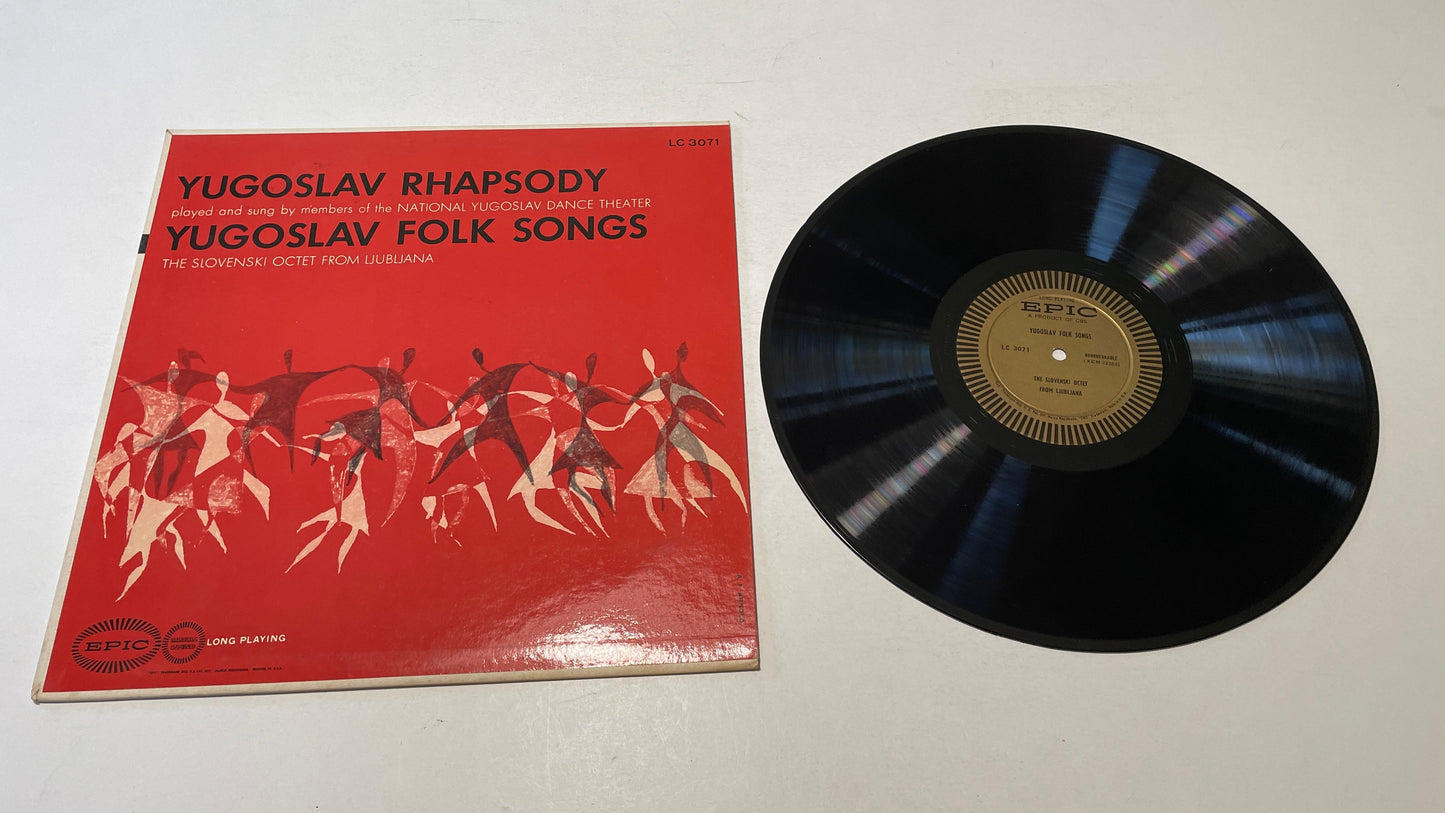 LC 3071
YUGOSLAV RHAPSODY
played and sung by members of the NATIONAL YUGOSLAV DANCE THEATER
YUGOSLAV FOLK SONGS
THE SLOVENSKI OCTET FROM LJUBLJANA
EPIC
SOUND
LONG PLAYING
LONG PLAYING
EPIC
A PRODUCT OF CBS
YUGOSLAV FOLK SONGS
LC 3071
NONBREAKABLE
THE SLOVENSKI OCTET
FROM LJUBLJANA